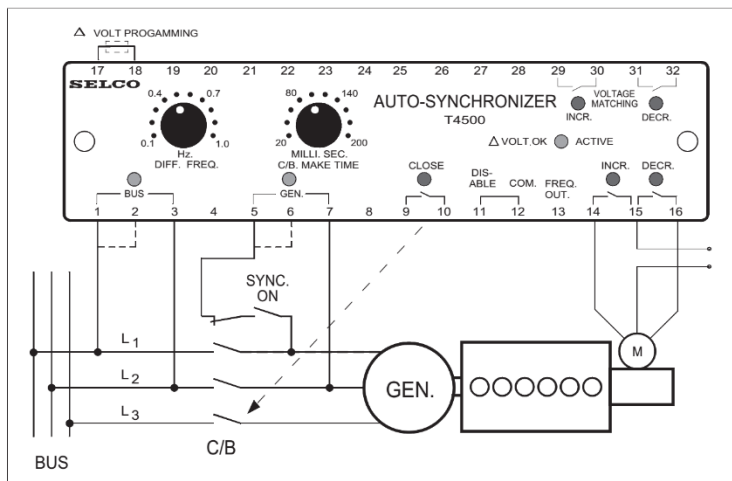 Δ VOLT PROGAMMING
17 18 19 20 21 22 23 24 25 26 27 28 29 30 31 32
SELCO
0.4 0.7
0.1 1.0
Hz.
DIFF. FREQ.
80 140
20 200
MILLI. SEC.
C/B. MAKE TIME
AUTO-SYNCHRONIZER
T4500
VOLTAGE
MATCHING
INCR. DECR.
Δ VOLT, OK ACTIVE
BUS
GEN.
CLOSE
DIS-
ABLE
COM.
FREQ.
OUT.
INCR. DECR.
1 2 3 4 5 6 7 8 9 10 11 12 13 14 15 16
SYNC.
ON
L1
L2
L3
C/B
BUS
GEN.
M